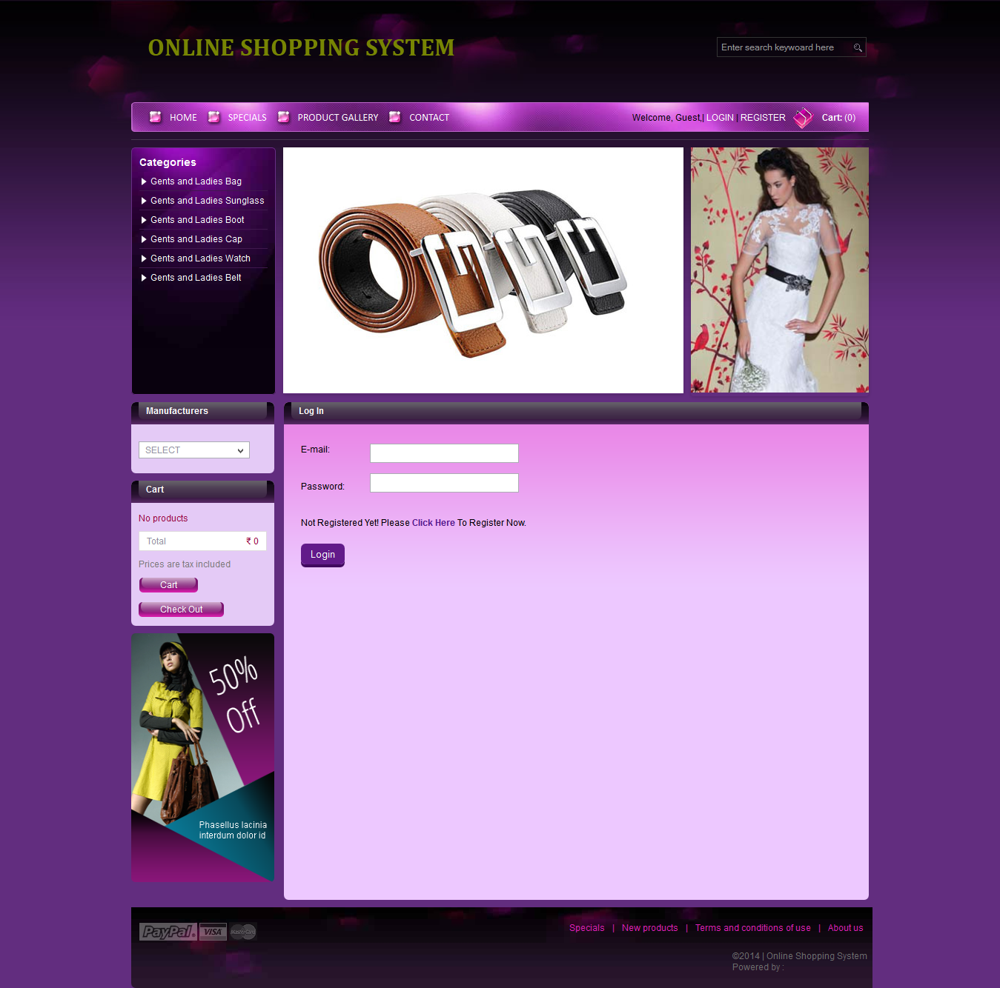 ONLINE SHOPPING SYSTEM
Enter search keywoard here
HOME SPECIALS PRODUCT GALLERY CONTACT
Welcome, Guest,| LOGIN | REGISTER Cart: (0)
Categories
Gents and Ladies Bag
Gents and Ladies Sunglass
Gents and Ladies Boot
Gents and Ladies Cap
Gents and Ladies Watch
Gents and Ladies Belt
Manufacturers
SELECT
Cart
No products
Total ₹ 0
Prices are tax included
Cart
Check Out
50%
Off
Phasellus lacinia
interdum dolor id
Log In
E-mail:
Password:
Not Registered Yet! Please Click Here To Register Now.
Login
PayPal VISA MasterCard
Specials | New products | Terms and conditions of use | About us
©2014 | Online Shopping System
Powered by :